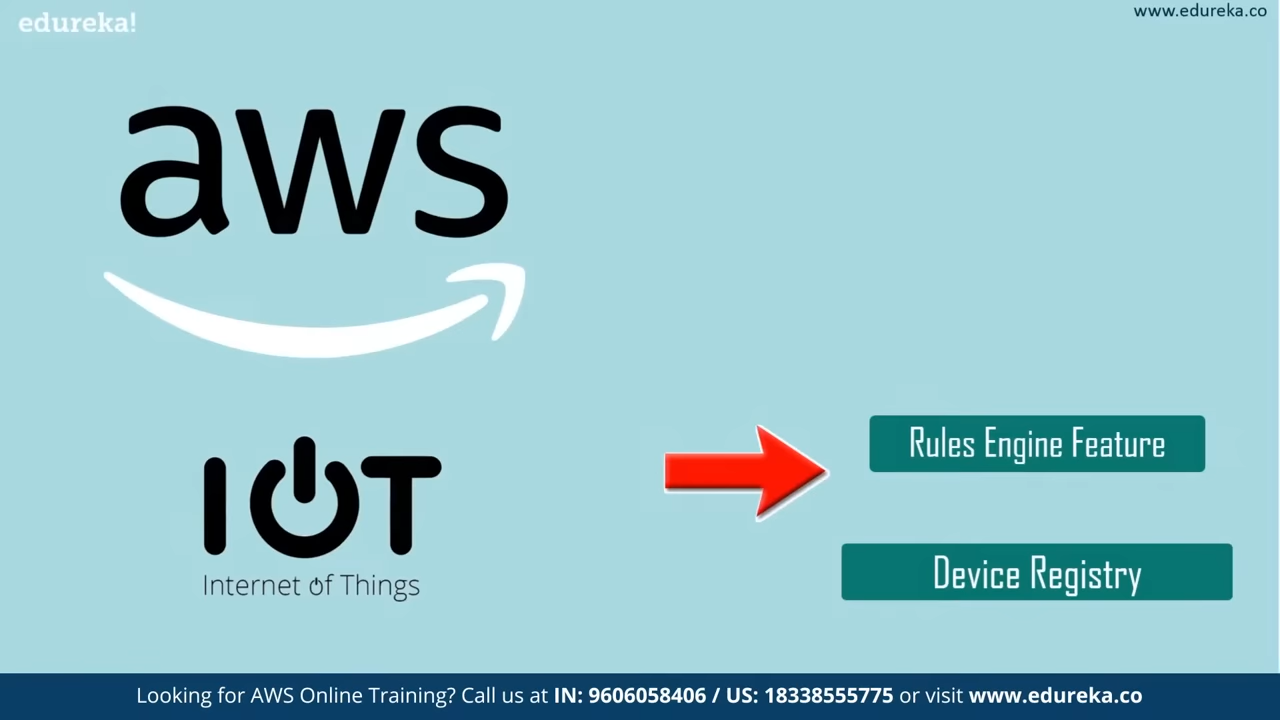 edureka!
www.edureka.co
aws
IOT
Internet of Things
Rules Engine Feature
Device Registry
Looking for AWS Online Training? Call us at IN: 9606058406 / US: 18338555775 or visit www.edureka.co